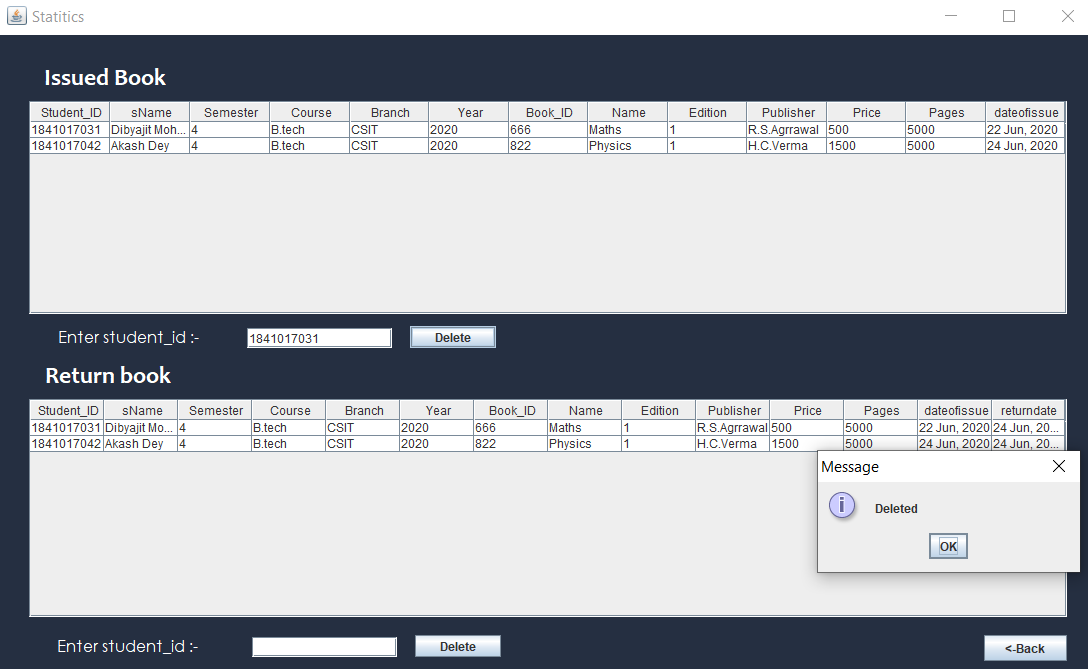 Statitics
Issued Book
Student_ID sName Semester Course Branch Year Book_ID Name Edition Publisher Price Pages dateofissue
1841017031 Dibyajit Moh... 4 B.tech CSIT 2020 666 Maths 1 R.S.Agrrawal 500 5000 22 Jun, 2020
1841017042 Akash Dey 4 B.tech CSIT 2020 822 Physics 1 H.C.Verma 1500 5000 24 Jun, 2020
Enter student_id :- 1841017031 Delete
Return book
Student_ID sName Semester Course Branch Year Book_ID Name Edition Publisher Price Pages dateofissue returndate
1841017031 Dibyajit Mo... 4 B.tech CSIT 2020 666 Maths 1 R.S.Agrrawal 500 5000 22 Jun, 2020 24 Jun, 20...
1841017042 Akash Dey 4 B.tech CSIT 2020 822 Physics 1 H.C.Verma 1500 5000 24 Jun, 2020 24 Jun, 20...
Message
Deleted
OK
Enter student_id :- Delete
<-Back